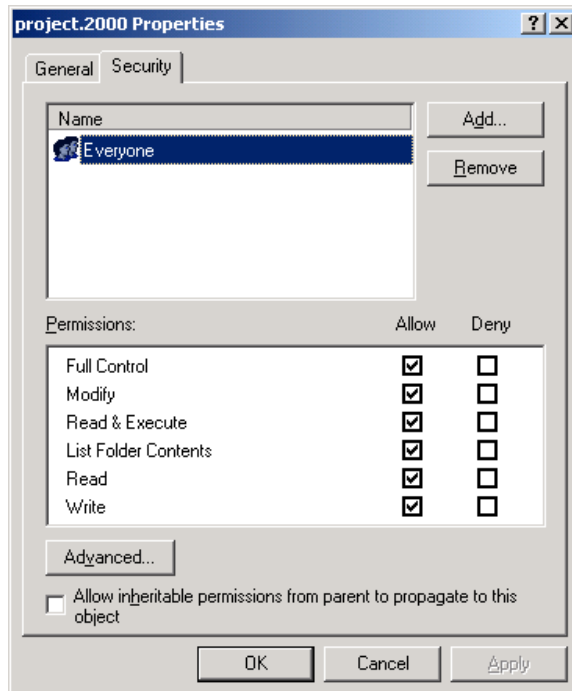 project.2000 Properties
General Security
Name
Everyone
Add...
Remove
Permissions: Allow Deny
Full Control
Modify
Read & Execute
List Folder Contents
Read
Write
Advanced...
Allow inheritable permissions from parent to propagate to this
object
OK Cancel Apply